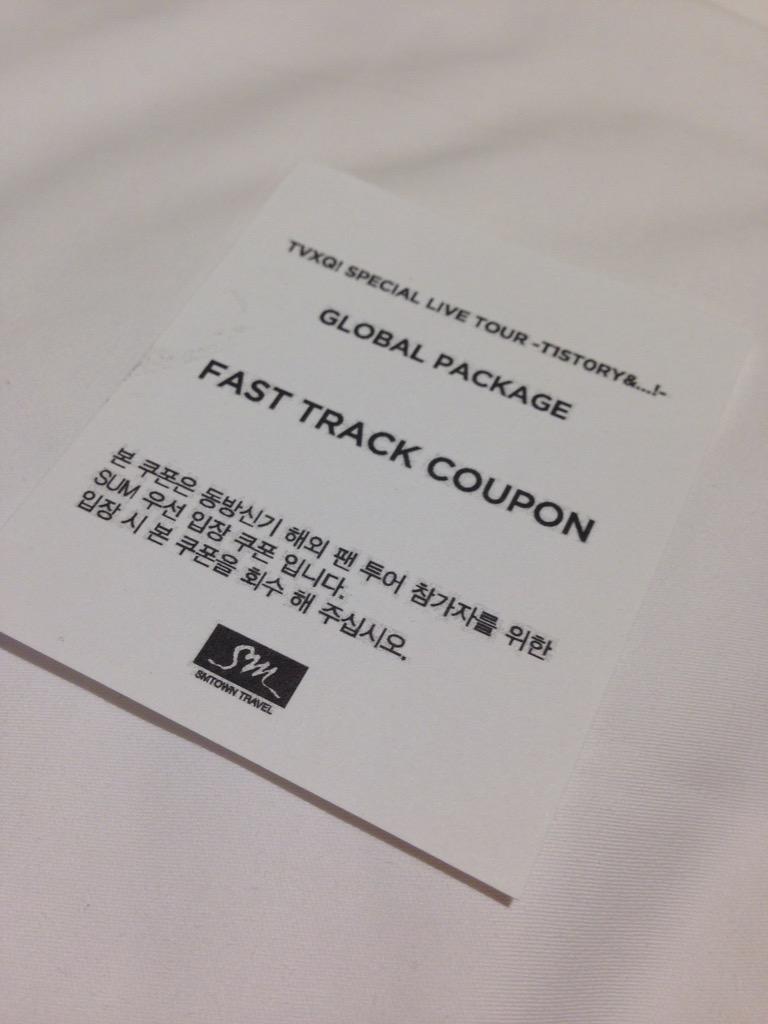 TVXQ! SPECIAL LIVE TOUR -T1ST0RY&...!-
GLOBAL PACKAGE
FAST TRACK COUPON
본 쿠폰은 동방신기 해외 팬 투어 참가자를 위한
SUM 우선 입장 쿠폰 입니다.
입장 시 본 쿠폰을 회수 해 주십시오.
SM
SMTOWN TRAVEL